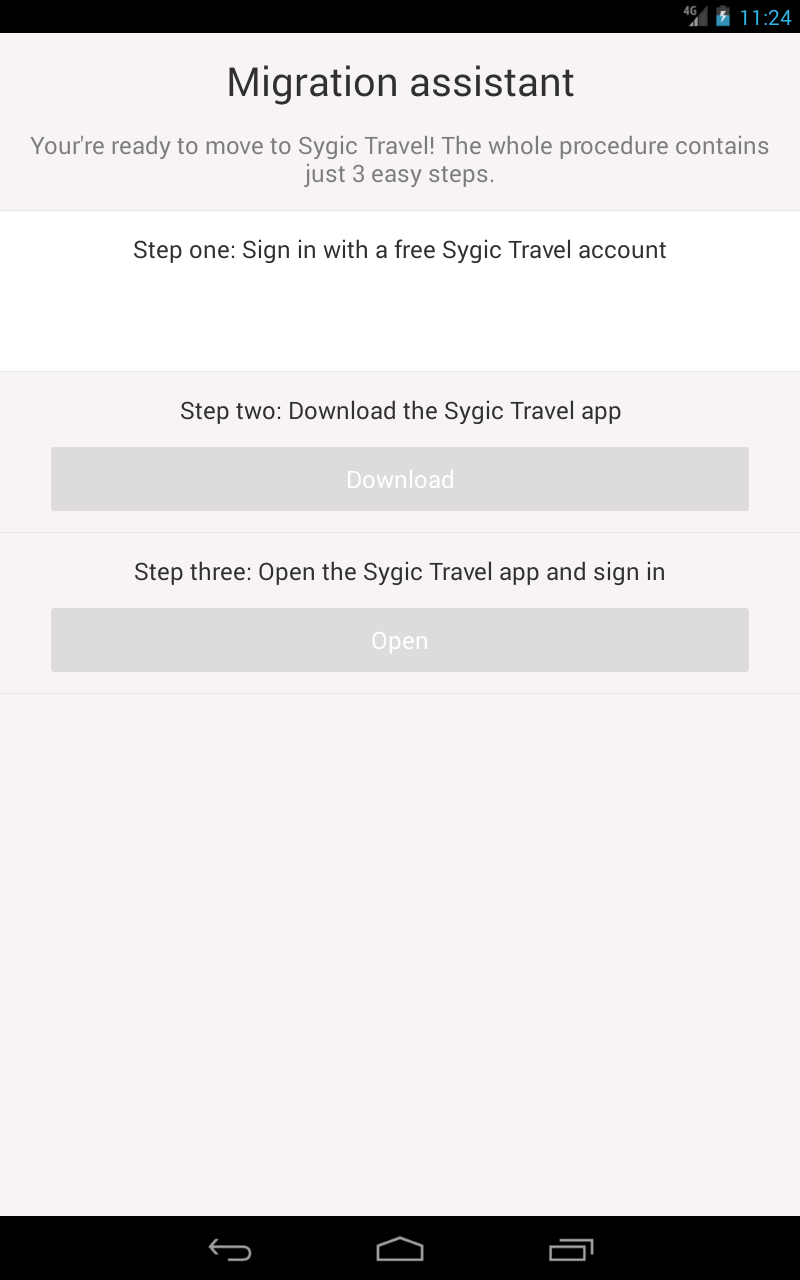 4G 11:24
Migration assistant
Your're ready to move to Sygic Travel! The whole procedure contains
just 3 easy steps.
Step one: Sign in with a free Sygic Travel account
Step two: Download the Sygic Travel app
Download
Step three: Open the Sygic Travel app and sign in
Open